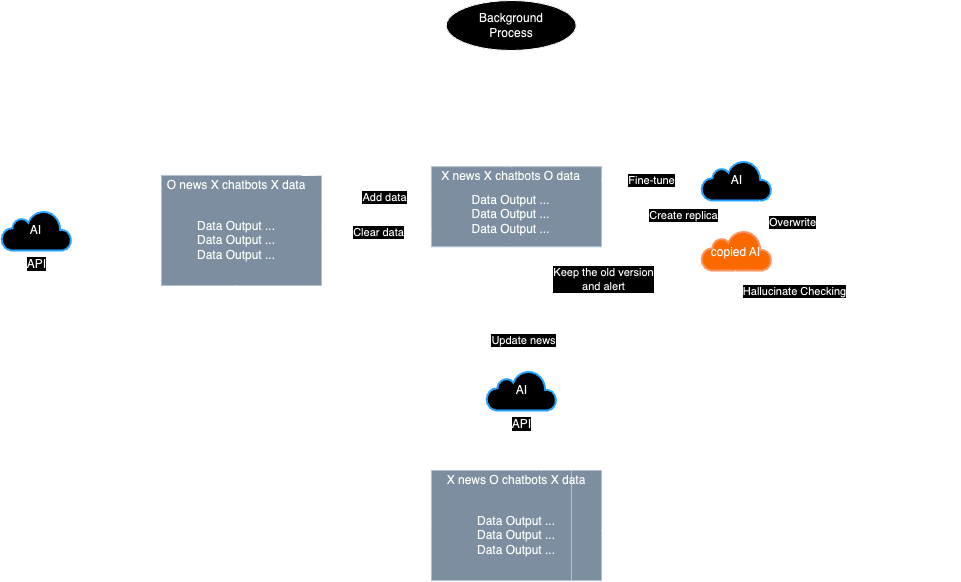 Background
Process
O news X chatbots X data
Data Output ...
Data Output ...
Data Output ...
AI
API
Add data
Clear data
X news X chatbots O data
Data Output ...
Data Output ...
Data Output ...
Fine-tune
AI
Create replica
Overwrite
copied AI
Keep the old version
and alert
Hallucinate Checking
Update news
AI
API
X news O chatbots X data
Data Output ...
Data Output ...
Data Output ...